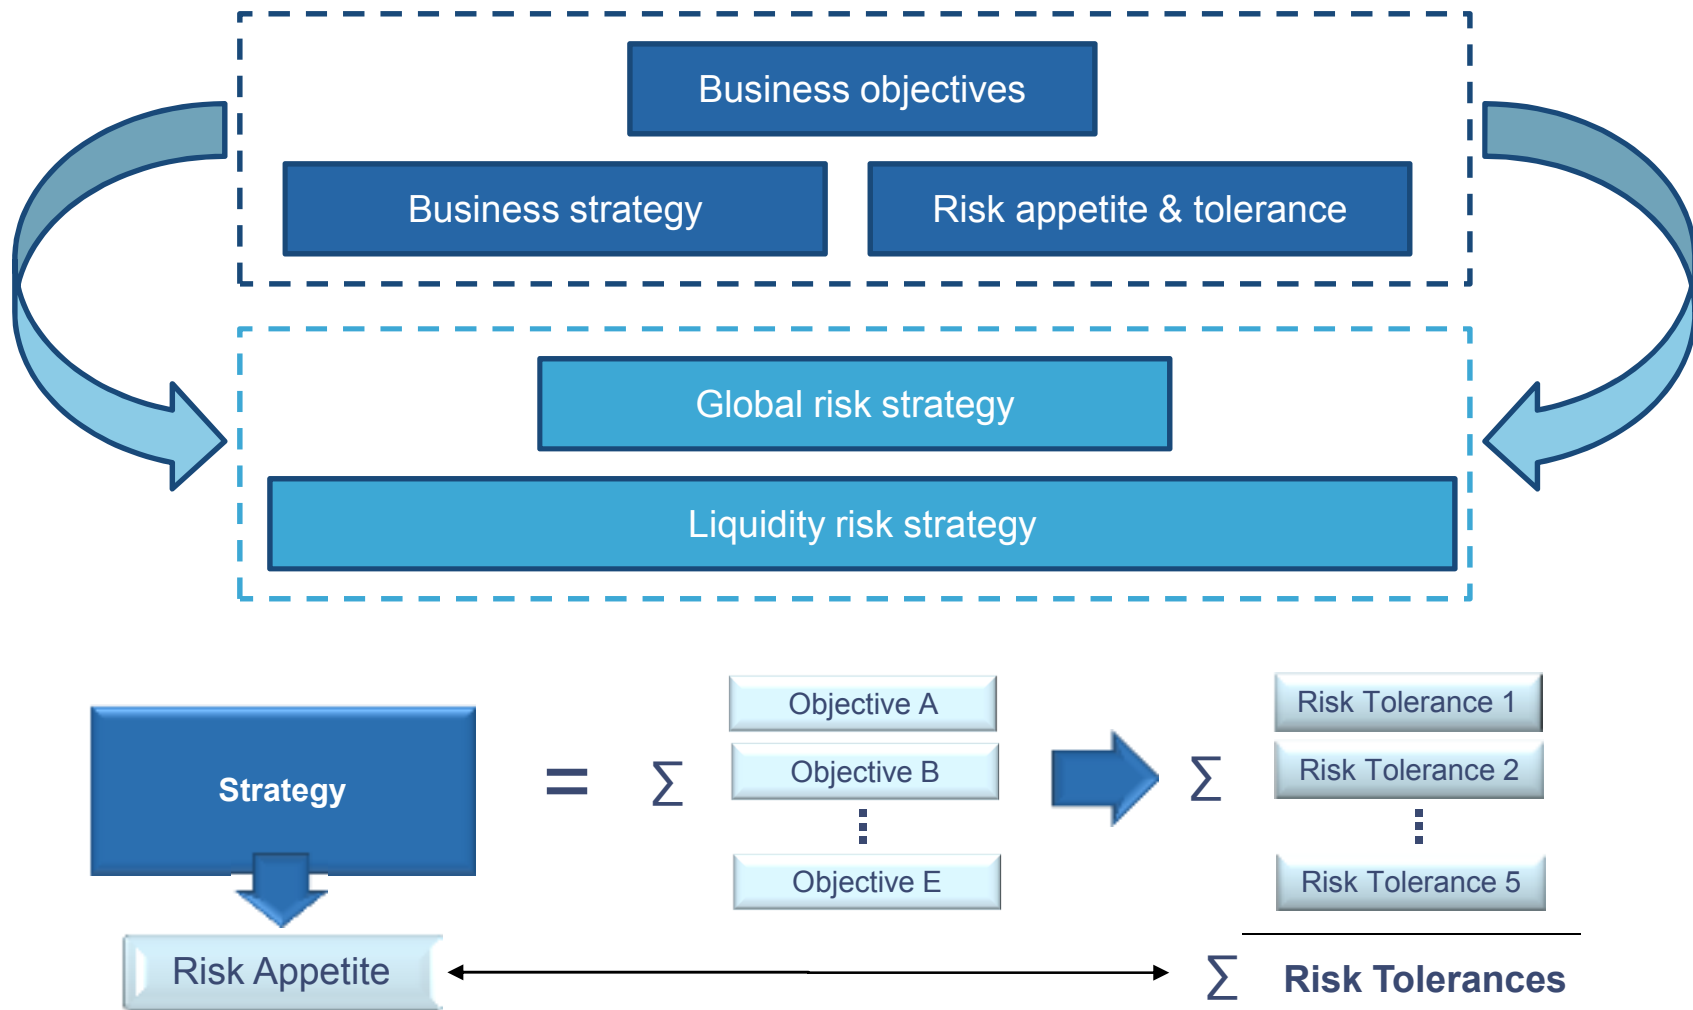 Business objectives
Business strategy
Risk appetite & tolerance
Global risk strategy
Liquidity risk strategy
Strategy
=
∑
Objective A
Objective B
Objective E
∑
Risk Tolerance 1
Risk Tolerance 2
Risk Tolerance 5
Risk Appetite
∑ Risk Tolerances